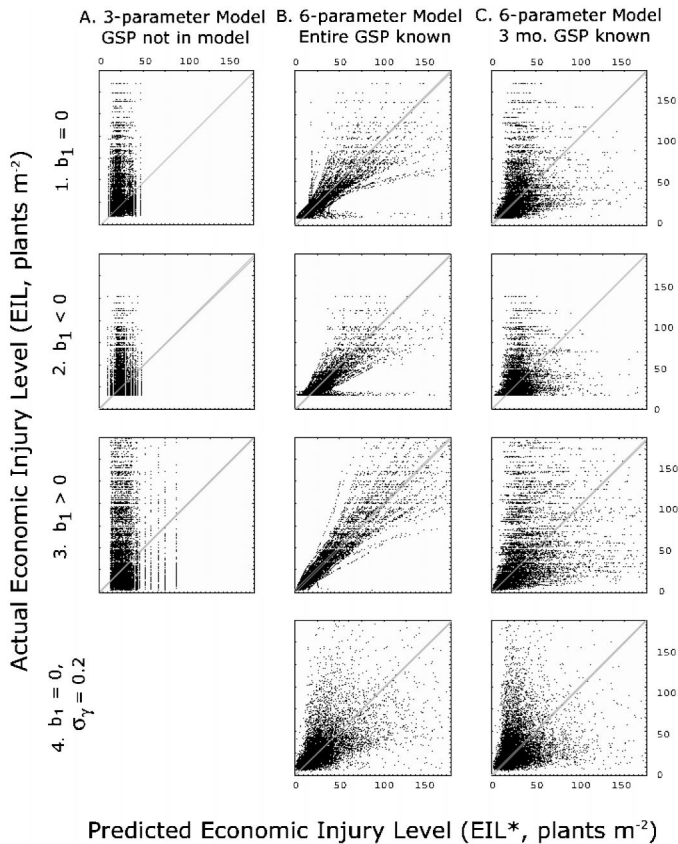 A. 3-parameter Model
GSP not in model
B. 6-parameter Model
Entire GSP known
C. 6-parameter Model
3 mo. GSP known
0 50 100 150
0 50 100 150
0 50 100 150
Actual Economic Injury Level (EIL, plants m⁻²)
1. b₁ = 0
150
100
50
0
2. b₁ < 0
150
100
50
0
3. b₁ > 0
150
100
50
0
4. b₁ = 0,
σᵧ = 0.2
150
100
50
0
0 50 100 150
0 50 100 150
Predicted Economic Injury Level (EIL*, plants m⁻²)